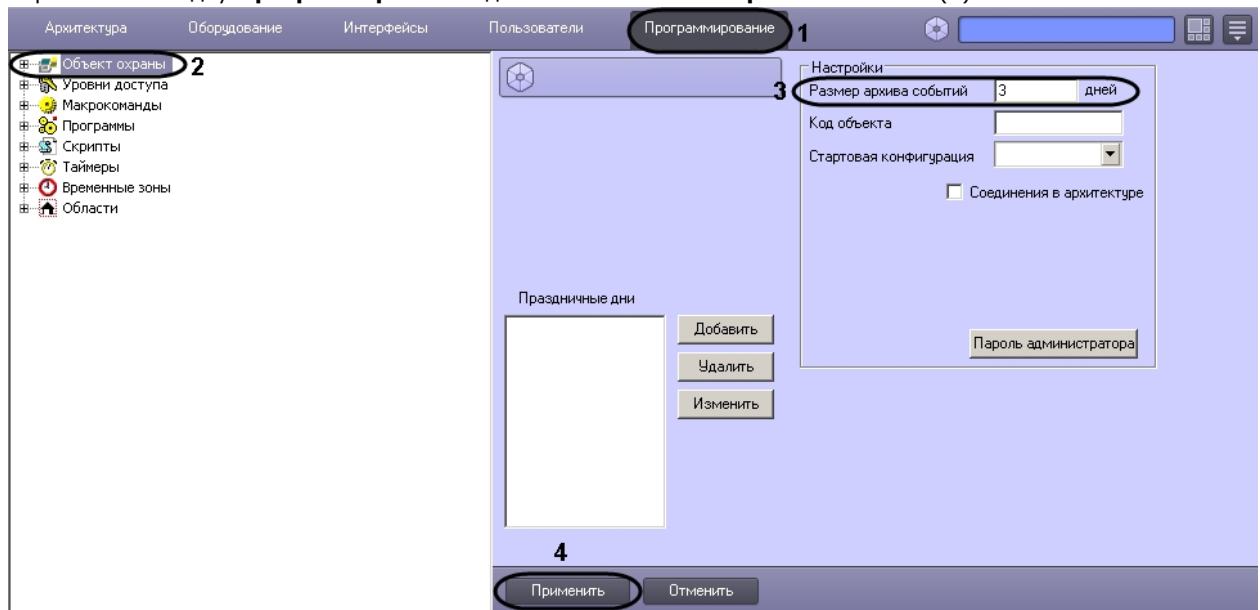 Архитектура Оборудование Интерфейсы Пользователи Программирование 1
Объект охраны 2
Уровни доступа
Макрокоманды
Программы
Скрипты
Таймеры
Временные зоны
Области
Настройки
3 Размер архива событий 3 дней
Код объекта
Стартовая конфигурация
Соединения в архитектуре
Пароль администратора
Праздничные дни
Добавить
Удалить
Изменить
4
Применить Отменить